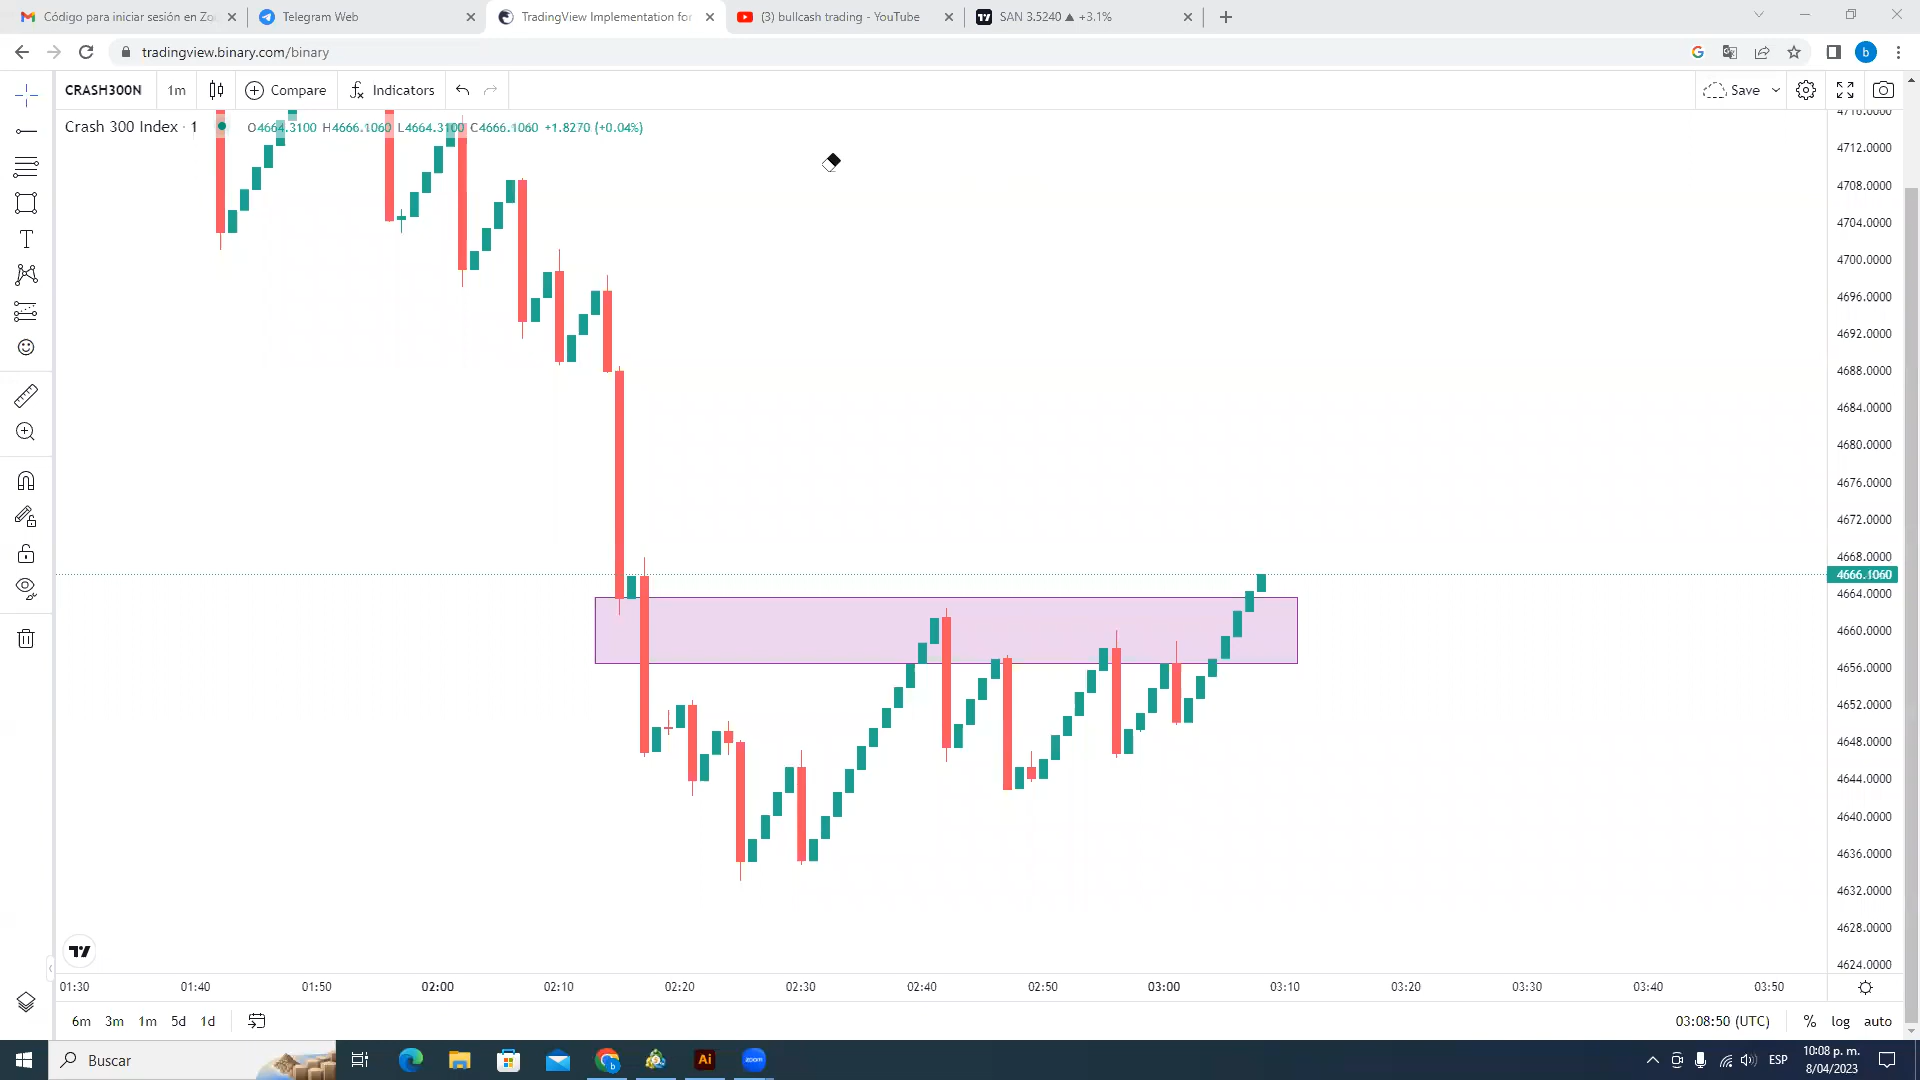 Código para iniciar sesión en Zo
Telegram Web
TradingView Implementation for
(3) bullcash trading - YouTube
SAN 3.5240 ▲ +3.1%
tradingview.binary.com/binary
b
CRASH300N
1m
Compare
Indicators
Save
Crash 300 Index · 1
O4664.3100 H4666.1060 L4664.3100 C4666.1060 +1.8270 (+0.04%)
4716.0000
4712.0000
4708.0000
4704.0000
4700.0000
4696.0000
4692.0000
4688.0000
4684.0000
4680.0000
4676.0000
4672.0000
4668.0000
4666.1060
4664.0000
4660.0000
4656.0000
4652.0000
4648.0000
4644.0000
4640.0000
4636.0000
4632.0000
4628.0000
4624.0000
01:30 01:40 01:50 02:00 02:10 02:20 02:30 02:40 02:50 03:00 03:10 03:20 03:30 03:40 03:50
6m 3m 1m 5d 1d
03:08:50 (UTC) % log auto
Buscar
Ai
zoom
ESP
10:08 p. m.
8/04/2023